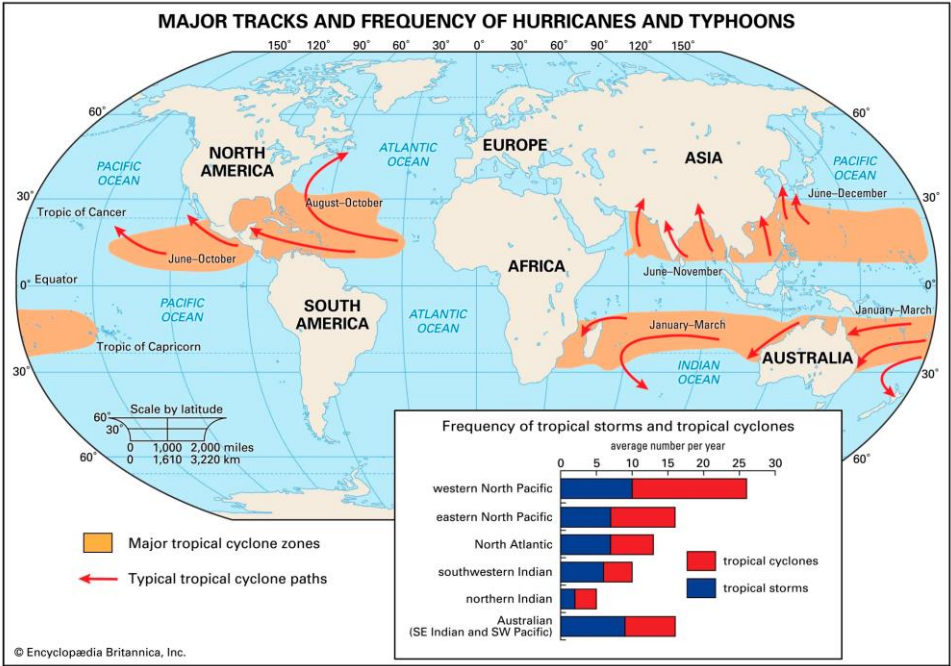 MAJOR TRACKS AND FREQUENCY OF HURRICANES AND TYPHOONS
150° 120° 90° 60° 30° 0° 30° 60° 90° 120° 150°
60° 60°
NORTH
AMERICA
ATLANTIC
OCEAN
EUROPE
ASIA
PACIFIC
OCEAN
PACIFIC
OCEAN
June–December
30° 30°
August–October
Tropic of Cancer
June–October
AFRICA
June–November
0° Equator 0°
PACIFIC
OCEAN
SOUTH
AMERICA
ATLANTIC
OCEAN
January–March
January–March
Tropic of Capricorn
INDIAN
OCEAN
AUSTRALIA
30° 30°
Scale by latitude
60°
30°
0 1,000 2,000 miles
0 1,610 3,220 km
60° 60°
Major tropical cyclone zones
Typical tropical cyclone paths
Frequency of tropical storms and tropical cyclones
average number per year
0 5 10 15 20 25 30
western North Pacific
eastern North Pacific
North Atlantic
southwestern Indian
northern Indian
Australian
(SE Indian and SW Pacific)
tropical cyclones
tropical storms
© Encyclopædia Britannica, Inc.